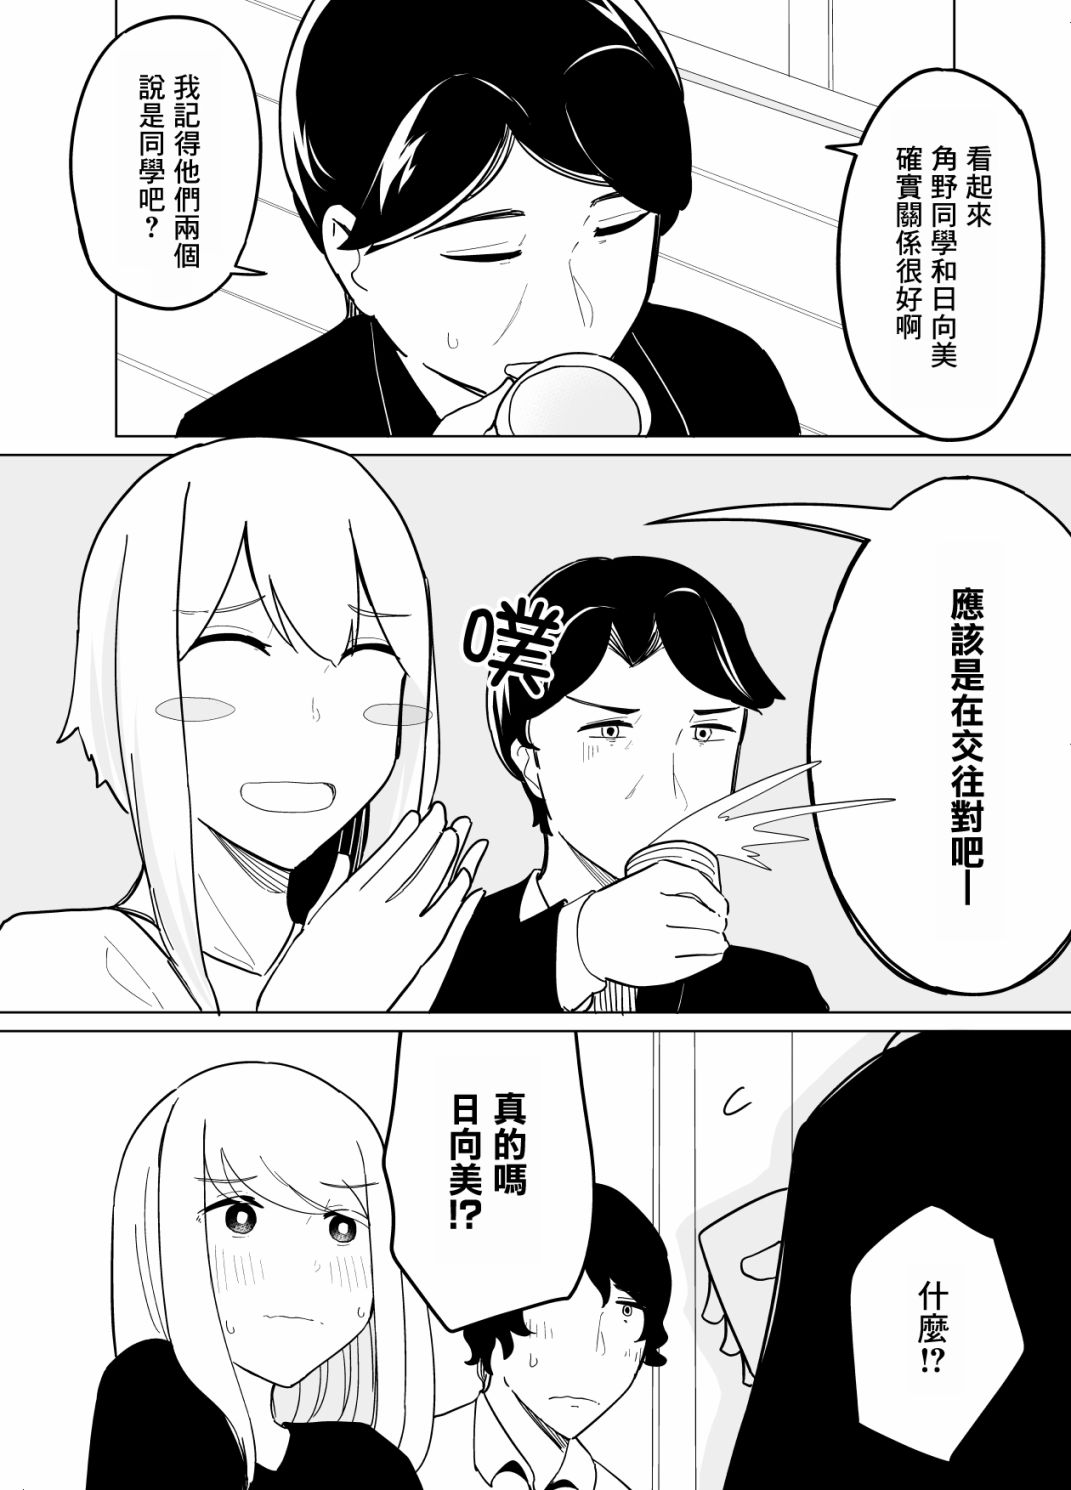 看起來
角野同學和日向美
確實關係很好啊
我記得他們兩個
說是同學吧？
應該是在交往對吧ー
噗
真的嗎
日向美!?
什麼!?